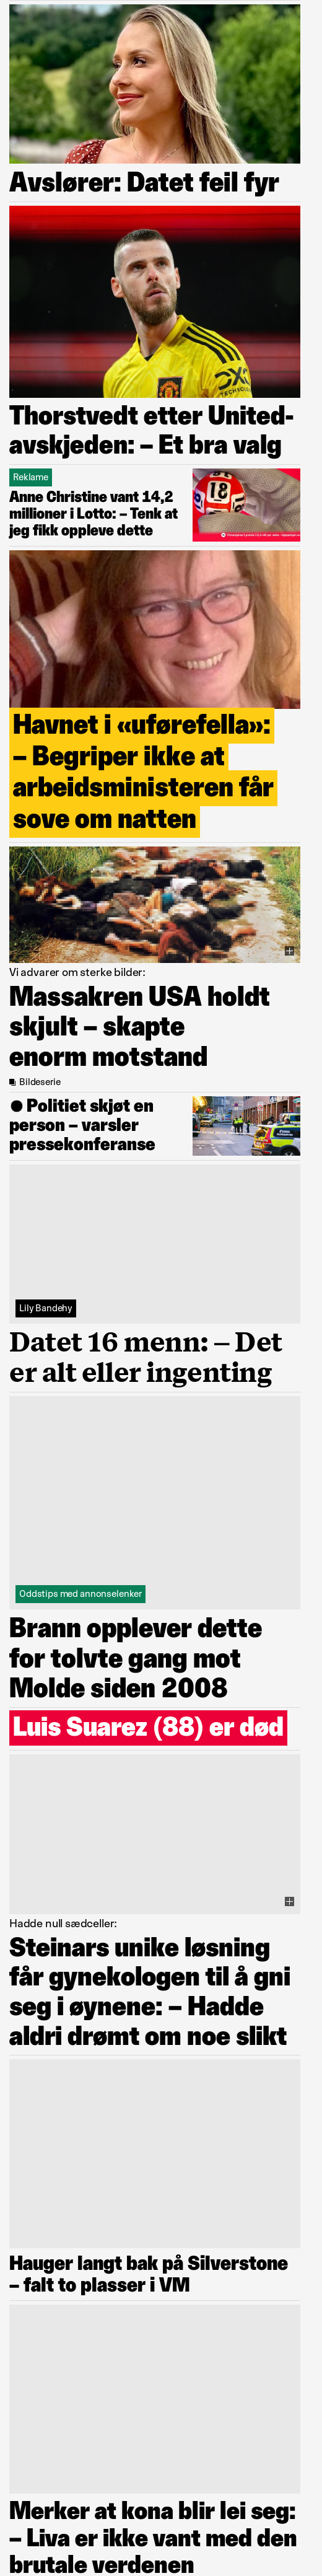 Avslører: Datet feil fyr
Thorstvedt etter United-
avskjeden: – Et bra valg
Reklame
Anne Christine vant 14,2
millioner i Lotto: – Tenk at
jeg fikk oppleve dette
18
Havnet i «uførefella»:
– Begriper ikke at
arbeidsministeren får
sove om natten
Vi advarer om sterke bilder:
Massakren USA holdt
skjult – skapte
enorm motstand
Bildeserie
Politiet skjøt en
person – varsler
pressekonferanse
Lily Bandehy
Datet 16 menn: – Det
er alt eller ingenting
Oddstips med annonselenker
Brann opplever dette
for tolvte gang mot
Molde siden 2008
Luis Suarez (88) er død
Hadde null sædceller:
Steinars unike løsning
får gynekologen til å gni
seg i øynene: – Hadde
aldri drømt om noe slikt
Hauger langt bak på Silverstone
– falt to plasser i VM
Merker at kona blir lei seg:
– Liva er ikke vant med den
brutale verdenen